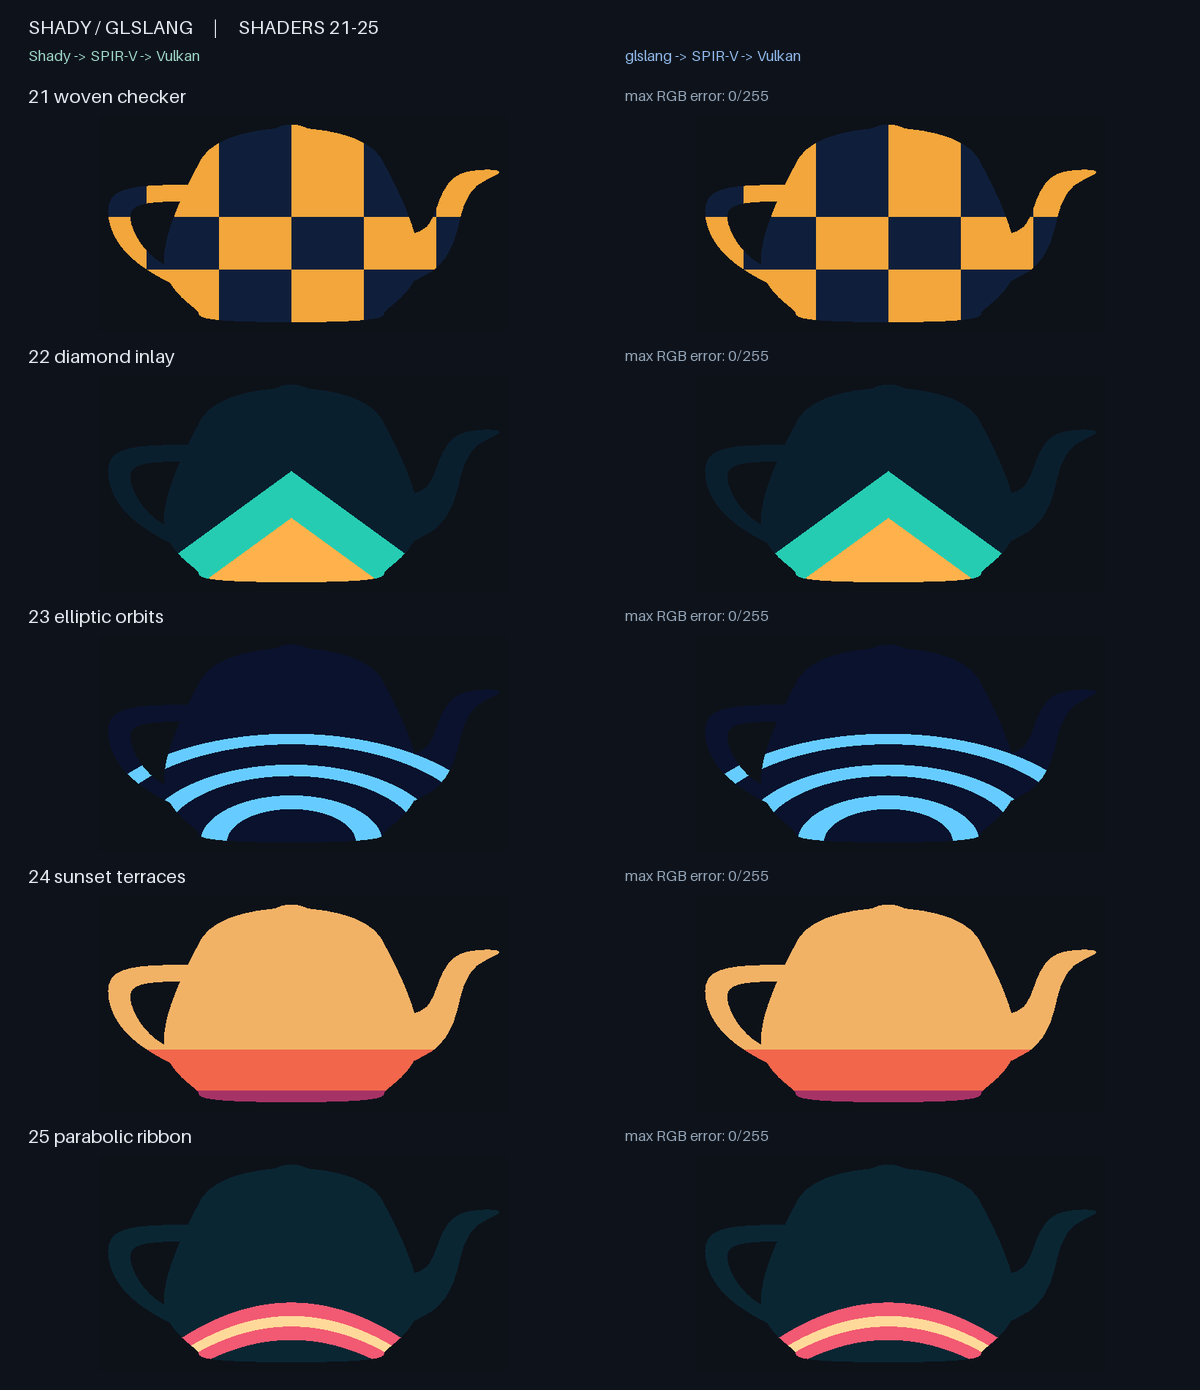 SHADY / GLSLANG | SHADERS 21-25
Shady -> SPIR-V -> Vulkan
glslang -> SPIR-V -> Vulkan
21 woven checker
max RGB error: 0/255
22 diamond inlay
max RGB error: 0/255
23 elliptic orbits
max RGB error: 0/255
24 sunset terraces
max RGB error: 0/255
25 parabolic ribbon
max RGB error: 0/255